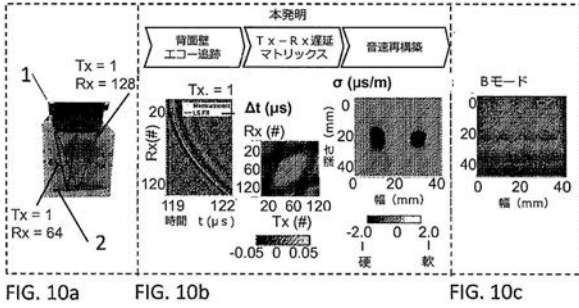 本発明
背面壁
エコー追跡
Tx－Rx遅延
マトリックス
音速再構築
1
Tx = 1
Rx = 128
Tx = 1
Rx = 64
2
Tx. = 1
Rx(#)
20
120
119
122
時間 t(μs)
Δt (μs)
Rx (#)
20
60
120
20 60 120
Tx (#)
-0.05 0 0.05
σ (μs/m)
深さ (mm)
0
20
40
0 20 40
幅 (mm)
-2.0 0 2.0
硬 軟
Bモード
0
20
40
0 20 40
幅 (mm)
FIG. 10a
FIG. 10b
FIG. 10c